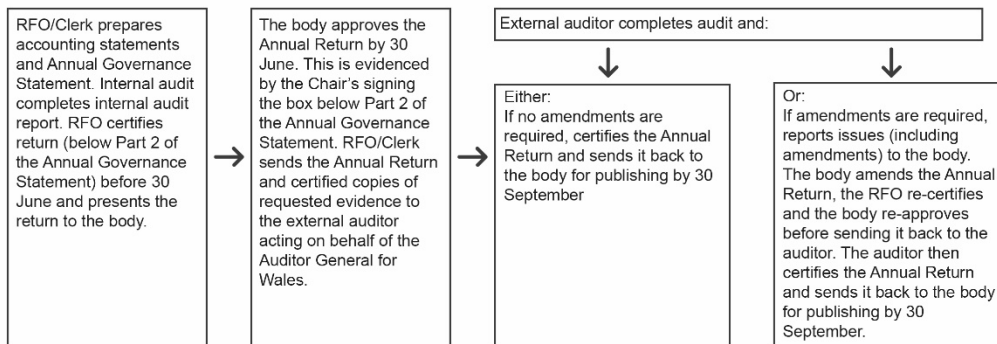 RFO/Clerk prepares
accounting statements
and Annual Governance
Statement. Internal audit
completes internal audit
report. RFO certifies
return (below Part 2 of
the Annual Governance
Statement) before 30
June and presents the
return to the body.
The body approves the
Annual Return by 30
June. This is evidenced
by the Chair’s signing
the box below Part 2 of
the Annual Governance
Statement. RFO/Clerk
sends the Annual Return
and certified copies of
requested evidence to
the external auditor
acting on behalf of the
Auditor General for
Wales.
External auditor completes audit and:
Either:
If no amendments are
required, certifies the Annual
Return and sends it back to
the body for publishing by 30
September
Or:
If amendments are required,
reports issues (including
amendments) to the body.
The body amends the Annual
Return, the RFO re-certifies
and the body re-approves
before sending it back to the
auditor. The auditor then
certifies the Annual Return
and sends it back to the body
for publishing by 30
September.